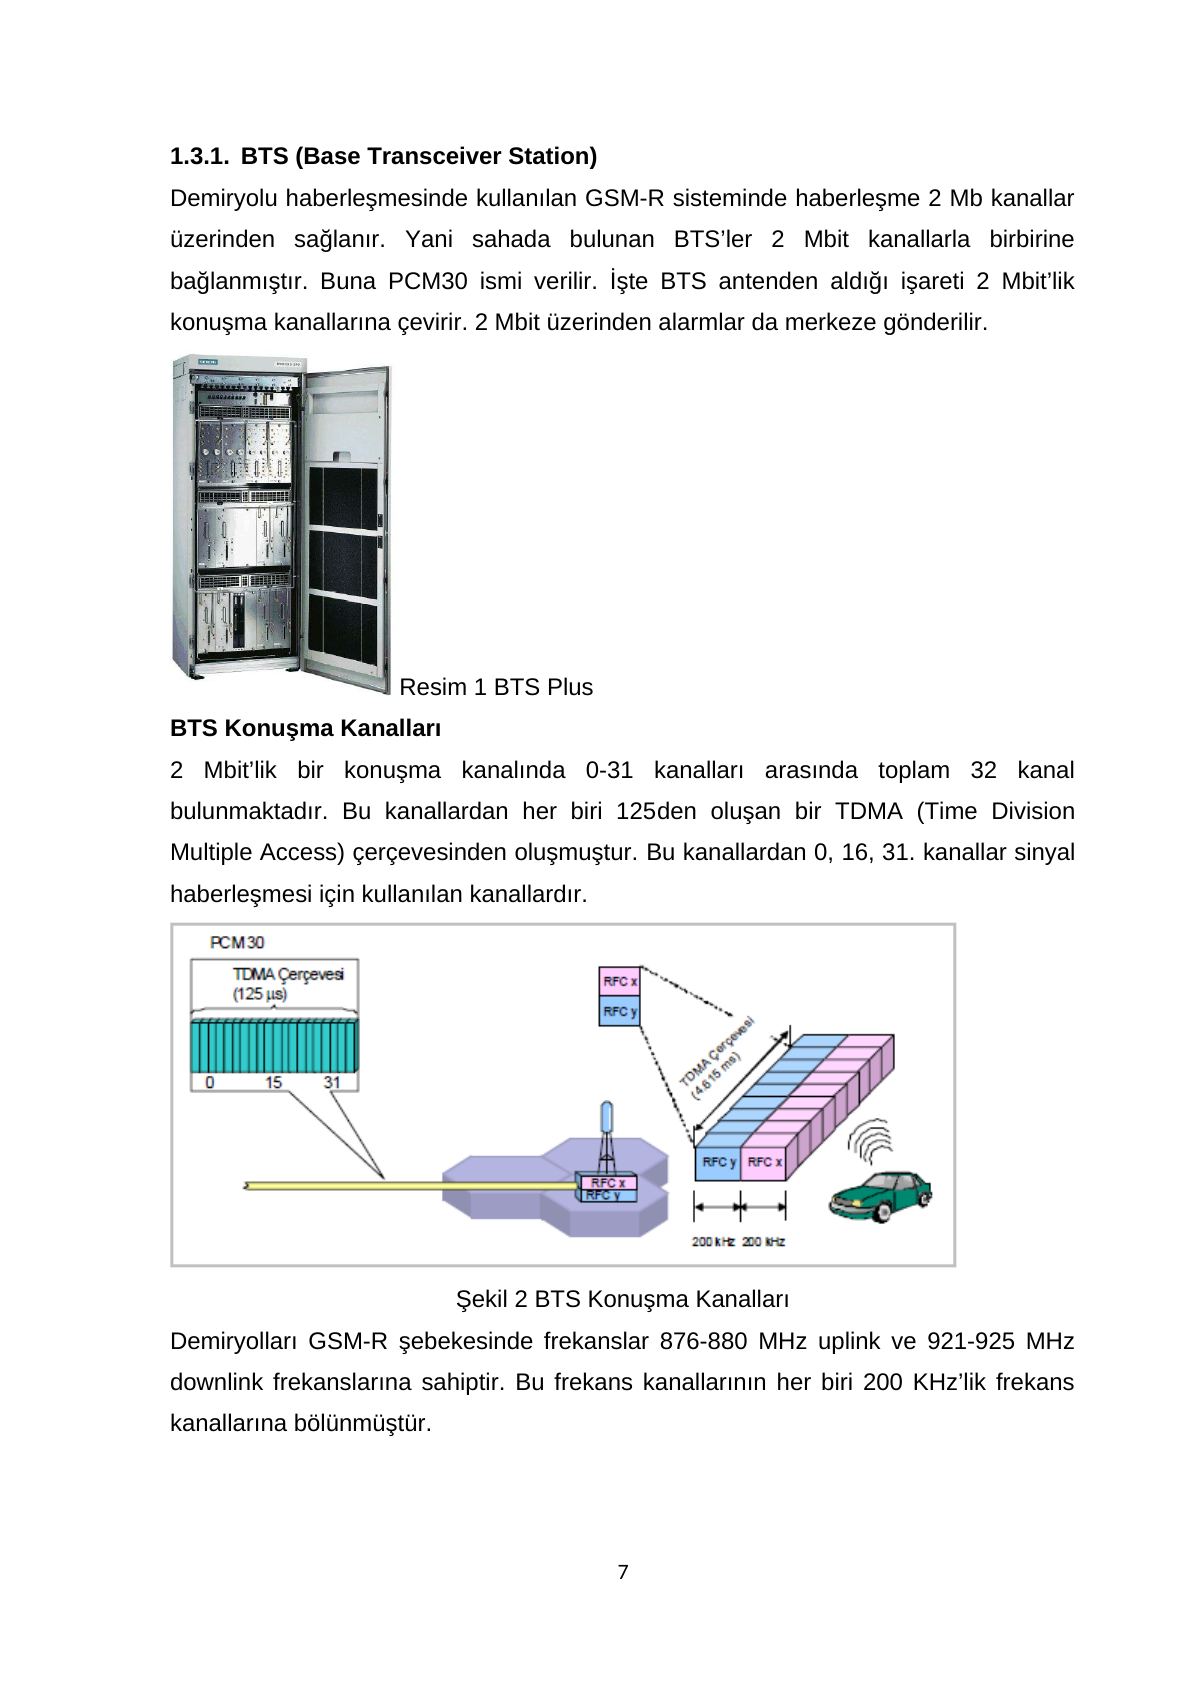 1.3.1. BTS (Base Transceiver Station)
Demiryolu haberleşmesinde kullanılan GSM-R sisteminde haberleşme 2 Mb kanallar
üzerinden sağlanır. Yani sahada bulunan BTS’ler 2 Mbit kanallarla birbirine
bağlanmıştır. Buna PCM30 ismi verilir. İşte BTS antenden aldığı işareti 2 Mbit’lik
konuşma kanallarına çevirir. 2 Mbit üzerinden alarmlar da merkeze gönderilir.
Resim 1 BTS Plus
BTS Konuşma Kanalları
2 Mbit’lik bir konuşma kanalında 0-31 kanalları arasında toplam 32 kanal
bulunmaktadır. Bu kanallardan her biri 125den oluşan bir TDMA (Time Division
Multiple Access) çerçevesinden oluşmuştur. Bu kanallardan 0, 16, 31. kanallar sinyal
haberleşmesi için kullanılan kanallardır.
PCM 30
TDMA Çerçevesi
(125 µs)
0 15 31
RFC x
RFC y
TDMA Çerçevesi
(4.615 ms)
RFC y RFC x
RFC x
RFC y
200 kHz 200 kHz
Şekil 2 BTS Konuşma Kanalları
Demiryolları GSM-R şebekesinde frekanslar 876-880 MHz uplink ve 921-925 MHz
downlink frekanslarına sahiptir. Bu frekans kanallarının her biri 200 KHz’lik frekans
kanallarına bölünmüştür.
7